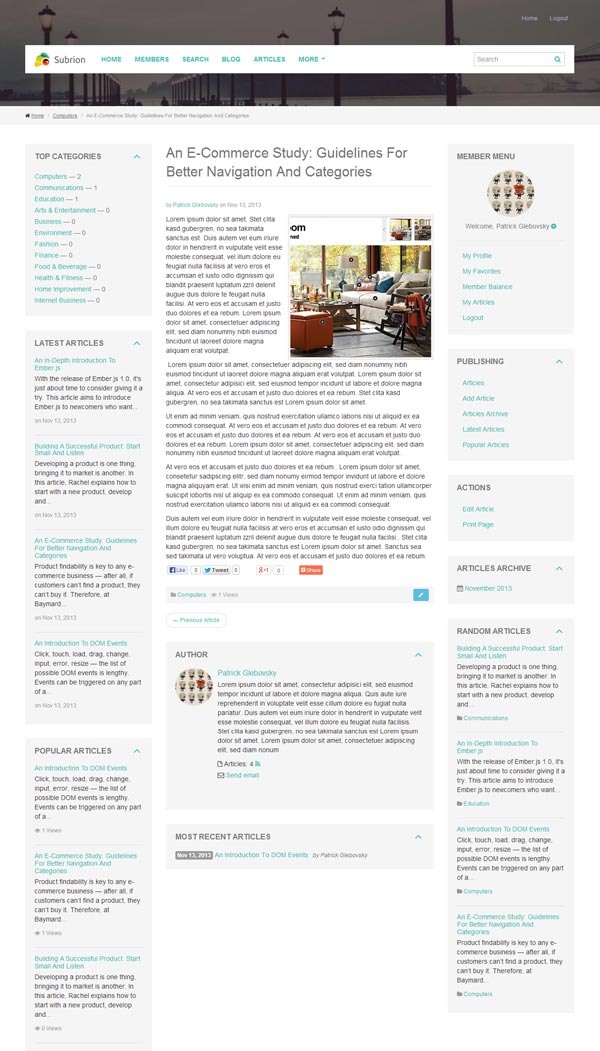 Home Logout
Subrion HOME MEMBERS SEARCH BLOG ARTICLES MORE Search
Home / Computers / An E-Commerce Study: Guidelines For Better Navigation And Categories
TOP CATEGORIES
Computers — 2
Communications — 1
Education — 1
Arts & Entertainment — 0
Business — 0
Environment — 0
Fashion — 0
Finance — 0
Food & Beverage — 0
Health & Fitness — 0
Home Improvement — 0
Internet Business — 0
LATEST ARTICLES
An In-Depth Introduction To
Ember.js
With the release of Ember.js 1.0, it's
just about time to consider giving it a
try. This article aims to introduce
Ember.js to newcomers who want...
on Nov 13, 2013
Building A Successful Product: Start
Small And Listen
Developing a product is one thing,
bringing it to market is another. In
this article, Rachel explains how to
start with a new product, develop
and...
on Nov 13, 2013
An E-Commerce Study: Guidelines
For Better Navigation And
Categories
Product findability is key to any e-
commerce business — after all, if
customers can't find a product, they
can't buy it. Therefore, at
Baymard...
on Nov 13, 2013
An Introduction To DOM Events
Click, touch, load, drag, change,
input, error, resize — the list of
possible DOM events is lengthy.
Events can be triggered on any part
of a...
on Nov 13, 2013
POPULAR ARTICLES
An Introduction To DOM Events
Click, touch, load, drag, change,
input, error, resize — the list of
possible DOM events is lengthy.
Events can be triggered on any part
of a...
1 Views
An E-Commerce Study: Guidelines
For Better Navigation And
Categories
Product findability is key to any e-
commerce business — after all, if
customers can't find a product, they
can't buy it. Therefore, at
Baymard...
1 Views
Building A Successful Product: Start
Small And Listen
Developing a product is one thing,
bringing it to market is another. In
this article, Rachel explains how to
start with a new product, develop
and...
0 Views
An E-Commerce Study: Guidelines For
Better Navigation And Categories
by Patrick Glebovsky on Nov 13, 2013
Lorem ipsum dolor sit amet. Stet clita
kasd gubergren, no sea takimata
sanctus est. Duis autem vel eum iriure
dolor in hendrerit in vulputate velit esse
molestie consequat, vel illum dolore eu
feugiat nulla facilisis at vero eros et
accumsan et iusto odio dignissim qui
blandit praesent luptatum zzril delenit
augue duis dolore te feugait nulla
facilisi. At vero eos et accusam et justo
duo dolores et ea rebum. Lorem ipsum
dolor sit amet, consectetuer adipiscing
elit, sed diam nonummy nibh euismod
tincidunt ut laoreet dolore magna
aliquam erat volutpat.
oom
ned
Lorem ipsum dolor sit amet, consectetuer adipiscing elit, sed diam nonummy nibh
euismod tincidunt ut laoreet dolore magna aliquam erat volutpat. Lorem ipsum dolor sit
amet, consectetur adipisici elit, sed eiusmod tempor incidunt ut labore et dolore magna
aliqua. At vero eos et accusam et justo duo dolores et ea rebum. Stet clita kasd
gubergren, no sea takimata sanctus est Lorem ipsum dolor sit amet.
Ut enim ad minim veniam, quis nostrud exercitation ullamco laboris nisi ut aliquid ex ea
commodi consequat. At vero eos et accusam et justo duo dolores et ea rebum. At vero
eos et accusam et justo duo dolores et ea rebum. At vero eos et accusam et justo duo
dolores et ea rebum. Lorem ipsum dolor sit amet, consectetuer adipiscing elit, sed diam
nonummy nibh euismod tincidunt ut laoreet dolore magna aliquam erat volutpat.
At vero eos et accusam et justo duo dolores et ea rebum. Lorem ipsum dolor sit amet,
consetetur sadipscing elitr, sed diam nonumy eirmod tempor invidunt ut labore et dolore
magna aliquyam erat. Ut wisi enim ad minim veniam, quis nostrud exerci tation ullamcorper
suscipit lobortis nisl ut aliquip ex ea commodo consequat. Ut enim ad minim veniam, quis
nostrud exercitation ullamco laboris nisi ut aliquid ex ea commodi consequat.
Duis autem vel eum iriure dolor in hendrerit in vulputate velit esse molestie consequat, vel
illum dolore eu feugiat nulla facilisis at vero eros et accumsan et iusto odio dignissim qui
blandit praesent luptatum zzril delenit augue duis dolore te feugait nulla facilisi. Stet clita
kasd gubergren, no sea takimata sanctus est Lorem ipsum dolor sit amet. Sanctus sea
sed takimata ut vero voluptua. At vero eos et accusam et justo duo dolores et ea rebum.
Like 0 Tweet 0 +1 0 Share
Computers 1 Views
← Previous Article
AUTHOR
Patrick Glebovsky
Lorem ipsum dolor sit amet, consectetur adipisici elit, sed eiusmod
tempor incidunt ut labore et dolore magna aliqua. Quis aute iure
reprehenderit in voluptate velit esse cillum dolore eu fugiat nulla
pariatur. Duis autem vel eum iriure dolor in hendrerit in vulputate
velit esse molestie consequat, vel illum dolore eu feugiat nulla facilisis.
Stet clita kasd gubergren, no sea takimata sanctus est Lorem ipsum
dolor sit amet. Lorem ipsum dolor sit amet, consectetuer adipiscing
elit, sed diam nonum
Articles: 4
Send email
MOST RECENT ARTICLES
Nov 13, 2013 An Introduction To DOM Events by Patrick Glebovsky
MEMBER MENU
Welcome, Patrick Glebovsky
My Profile
My Favorites
Member Balance
My Articles
Logout
PUBLISHING
Articles
Add Article
Articles Archive
Latest Articles
Popular Articles
ACTIONS
Edit Article
Print Page
ARTICLES ARCHIVE
November 2013
RANDOM ARTICLES
Building A Successful Product: Start
Small And Listen
Developing a product is one thing,
bringing it to market is another. In
this article, Rachel explains how to
start with a new product, develop
and...
Communications
An In-Depth Introduction To
Ember.js
With the release of Ember.js 1.0, it's
just about time to consider giving it a
try. This article aims to introduce
Ember.js to newcomers who want...
Education
An Introduction To DOM Events
Click, touch, load, drag, change,
input, error, resize — the list of
possible DOM events is lengthy.
Events can be triggered on any part
of a...
Computers
An E-Commerce Study: Guidelines
For Better Navigation And
Categories
Product findability is key to any e-
commerce business — after all, if
customers can't find a product, they
can't buy it. Therefore, at
Baymard...
Computers